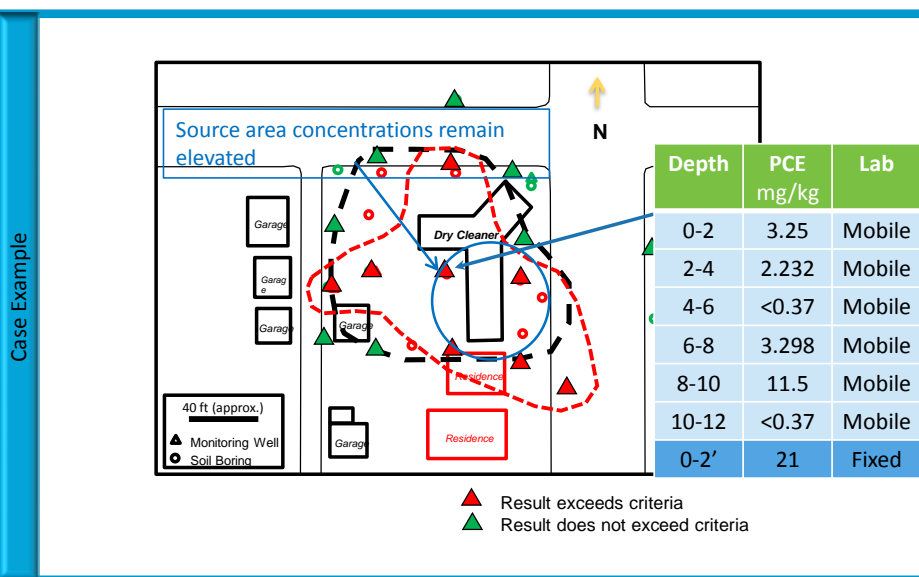 Case Example
Source area concentrations remain
elevated
N
Garage
Dry Cleaner
Garag
e
Garage
Garage
Residence
Garage
Residence
40 ft (approx.)
Monitoring Well
Soil Boring
Depth PCE Lab
mg/kg
0-2 3.25 Mobile
2-4 2.232 Mobile
4-6 <0.37 Mobile
6-8 3.298 Mobile
8-10 11.5 Mobile
10-12 <0.37 Mobile
0-2’ 21 Fixed
Result exceeds criteria
Result does not exceed criteria